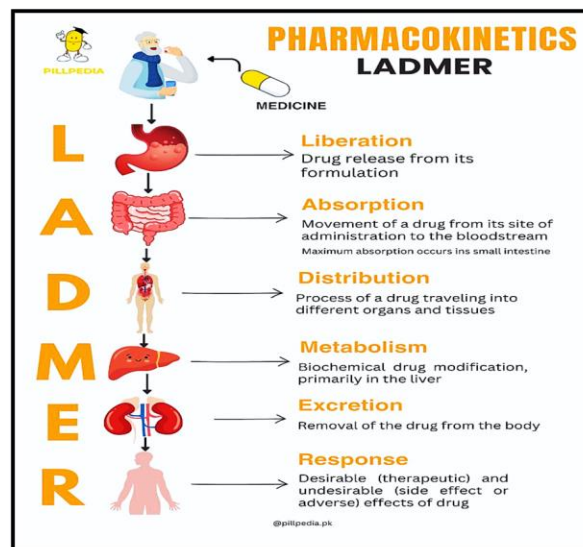 PILLPEDIA
PHARMACOKINETICS
LADMER
MEDICINE
L
Liberation
Drug release from its
formulation
A
Absorption
Movement of a drug from its site of
administration to the bloodstream
Maximum absorption occurs ins small intestine
D
Distribution
Process of a drug traveling into
different organs and tissues
M
Metabolism
Biochemical drug modification,
primarily in the liver
E
Excretion
Removal of the drug from the body
R
Response
Desirable (therapeutic) and
undesirable (side effect or
adverse) effects of drug
@pillpedia.pk